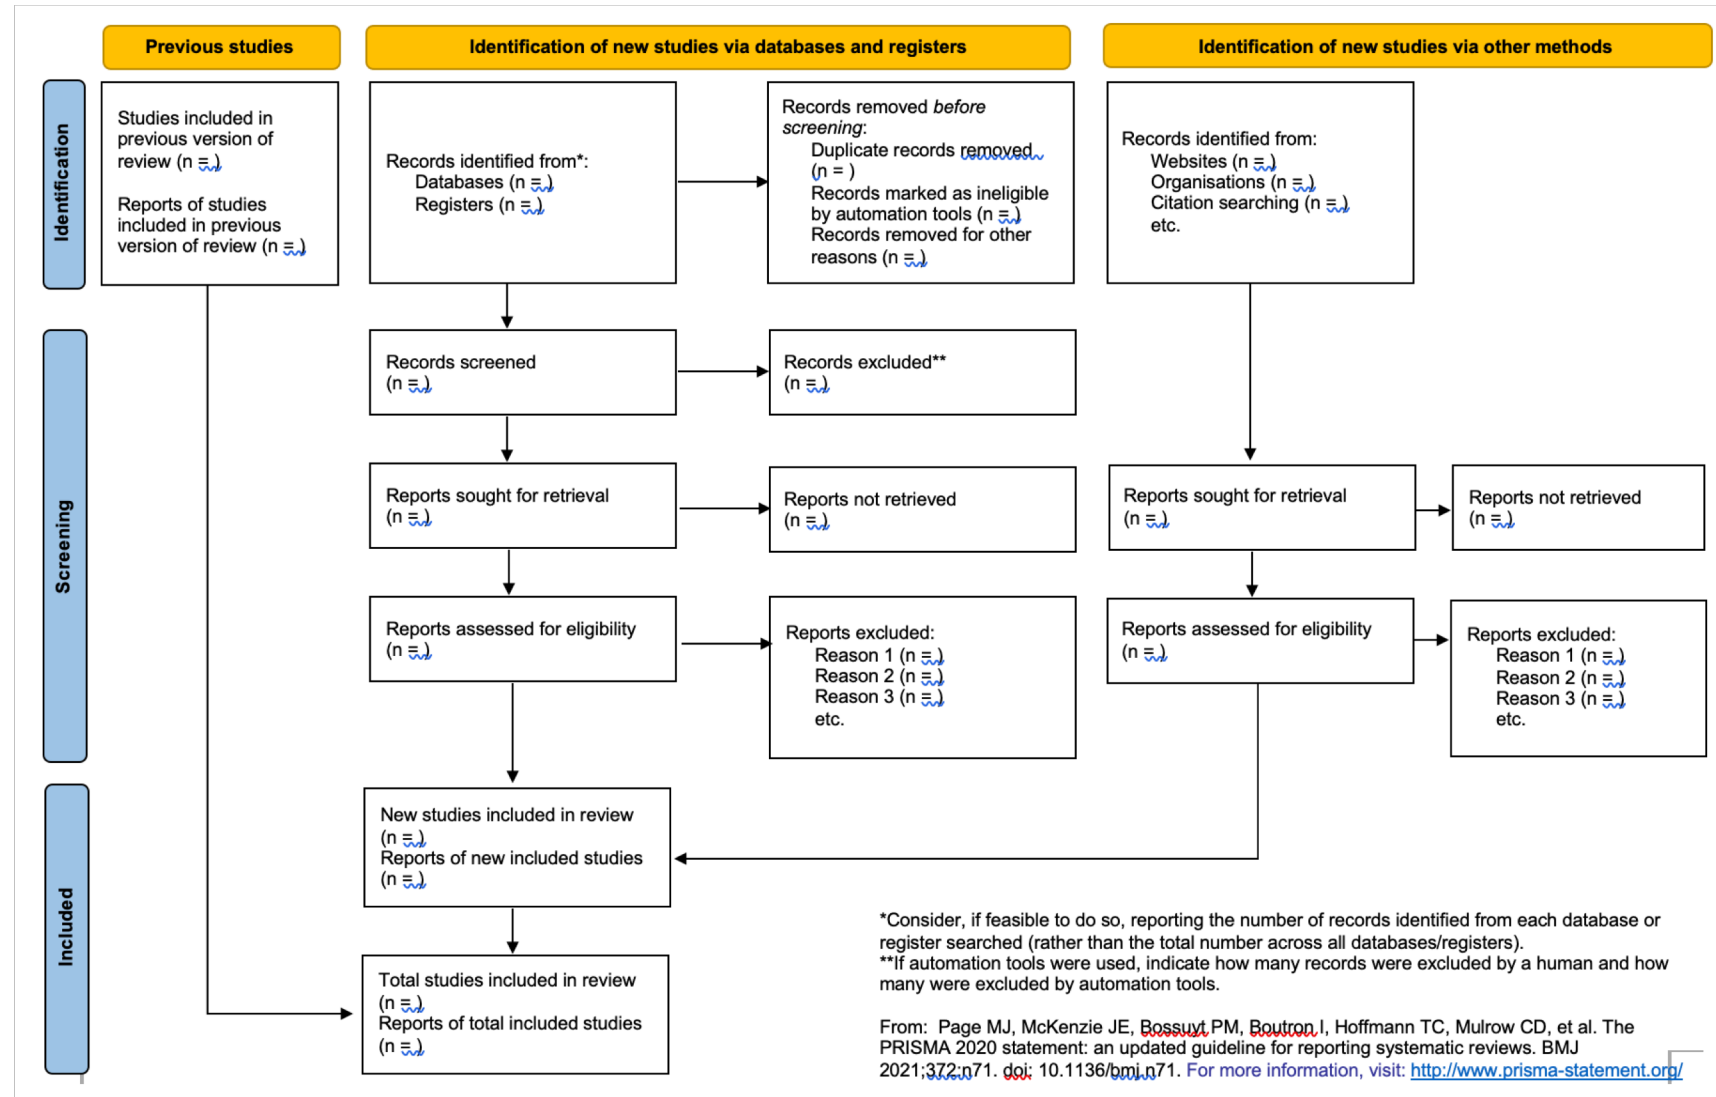 Previous studies
Identification of new studies via databases and registers
Identification of new studies via other methods
Identification
Studies included in
previous version of
review (n = )
Reports of studies
included in previous
version of review (n = )
Records identified from*:
Databases (n = )
Registers (n = )
Records removed before
screening:
Duplicate records removed
(n = )
Records marked as ineligible
by automation tools (n = )
Records removed for other
reasons (n = )
Records identified from:
Websites (n = )
Organisations (n = )
Citation searching (n = )
etc.
Screening
Records screened
(n = )
Records excluded**
(n = )
Reports sought for retrieval
(n = )
Reports not retrieved
(n = )
Reports sought for retrieval
(n = )
Reports not retrieved
(n = )
Reports assessed for eligibility
(n = )
Reports excluded:
Reason 1 (n = )
Reason 2 (n = )
Reason 3 (n = )
etc.
Reports assessed for eligibility
(n = )
Reports excluded:
Reason 1 (n = )
Reason 2 (n = )
Reason 3 (n = )
etc.
Included
New studies included in review
(n = )
Reports of new included studies
(n = )
Total studies included in review
(n = )
Reports of total included studies
(n = )
*Consider, if feasible to do so, reporting the number of records identified from each database or
register searched (rather than the total number across all databases/registers).
**If automation tools were used, indicate how many records were excluded by a human and how
many were excluded by automation tools.
From: Page MJ, McKenzie JE, Bossuyt PM, Boutron I, Hoffmann TC, Mulrow CD, et al. The
PRISMA 2020 statement: an updated guideline for reporting systematic reviews. BMJ
2021;372:n71. doi: 10.1136/bmj.n71. For more information, visit: http://www.prisma-statement.org/